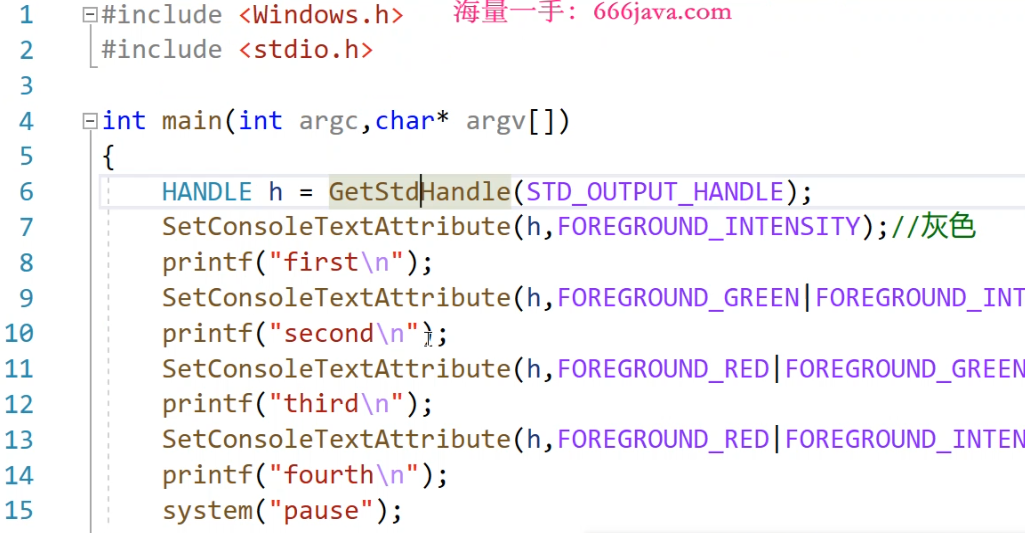 海量一手：666java.com
1 #include <Windows.h>
2 #include <stdio.h>
3
4 int main(int argc,char* argv[])
5 {
6 HANDLE h = GetStdHandle(STD_OUTPUT_HANDLE);
7 SetConsoleTextAttribute(h,FOREGROUND_INTENSITY);//灰色
8 printf("first\n");
9 SetConsoleTextAttribute(h,FOREGROUND_GREEN|FOREGROUND_INT
10 printf("second\n");
11 SetConsoleTextAttribute(h,FOREGROUND_RED|FOREGROUND_GREEN
12 printf("third\n");
13 SetConsoleTextAttribute(h,FOREGROUND_RED|FOREGROUND_INTEN
14 printf("fourth\n");
15 system("pause");